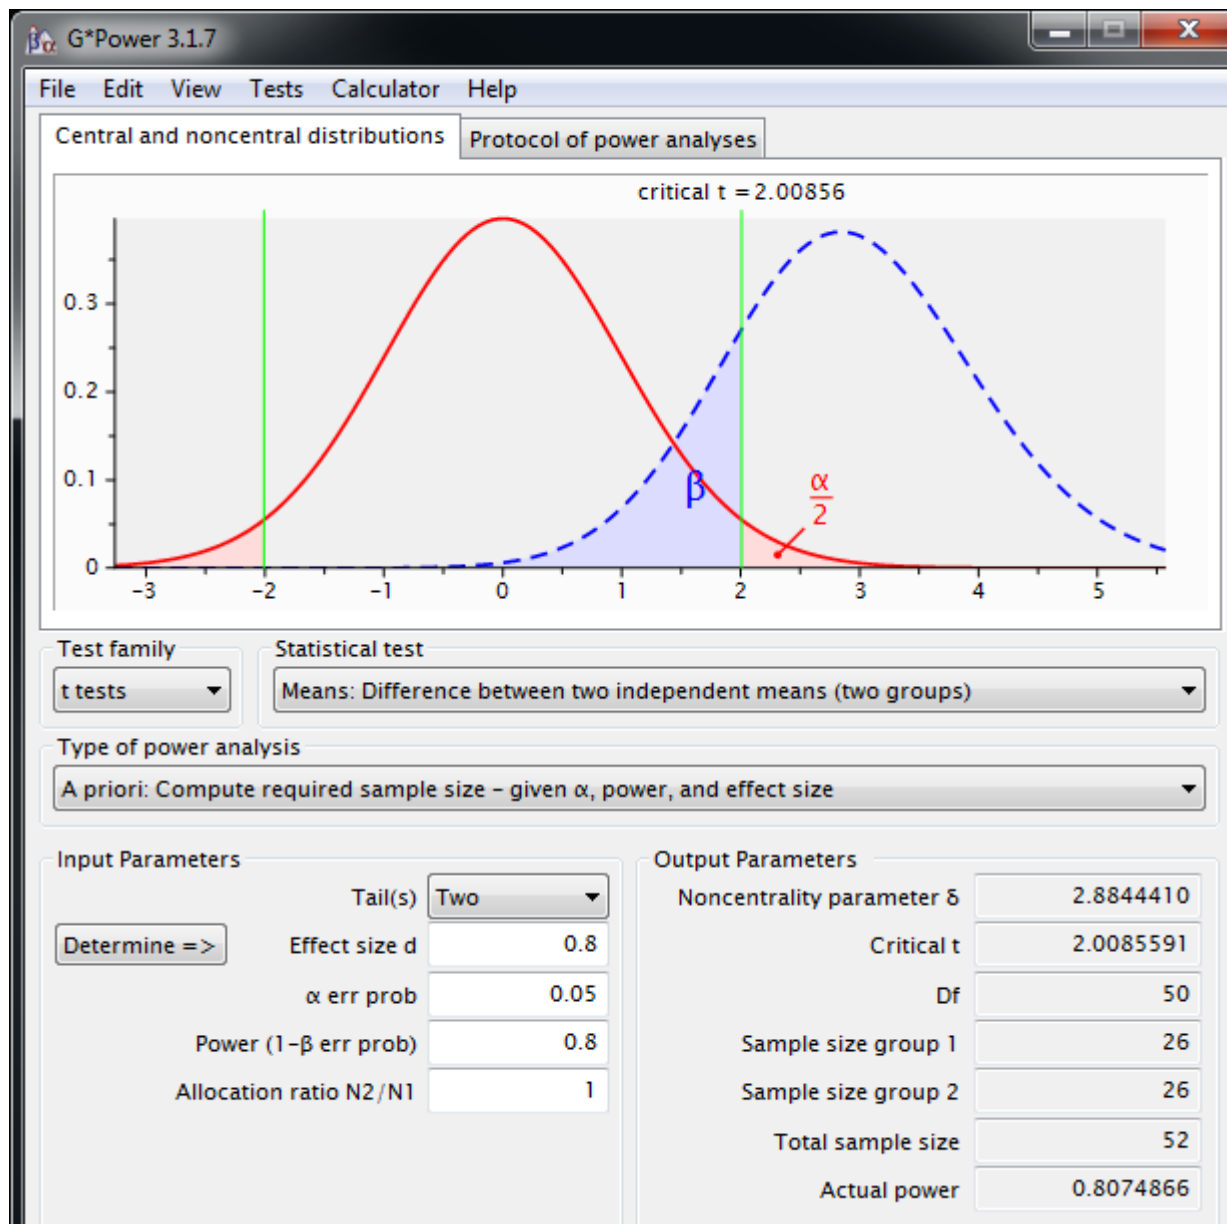 G*Power 3.1.7
File Edit View Tests Calculator Help
Central and noncentral distributions Protocol of power analyses
critical t = 2.00856
0.3
0.2
0.1
0
β
α
2
-3 -2 -1 0 1 2 3 4 5
Test family Statistical test
t tests Means: Difference between two independent means (two groups)
Type of power analysis
A priori: Compute required sample size – given α, power, and effect size
Input Parameters Output Parameters
Tail(s) Two Noncentrality parameter δ 2.8844410
Determine => Effect size d 0.8 Critical t 2.0085591
α err prob 0.05 Df 50
Power (1-β err prob) 0.8 Sample size group 1 26
Allocation ratio N2/N1 1 Sample size group 2 26
Total sample size 52
Actual power 0.8074866